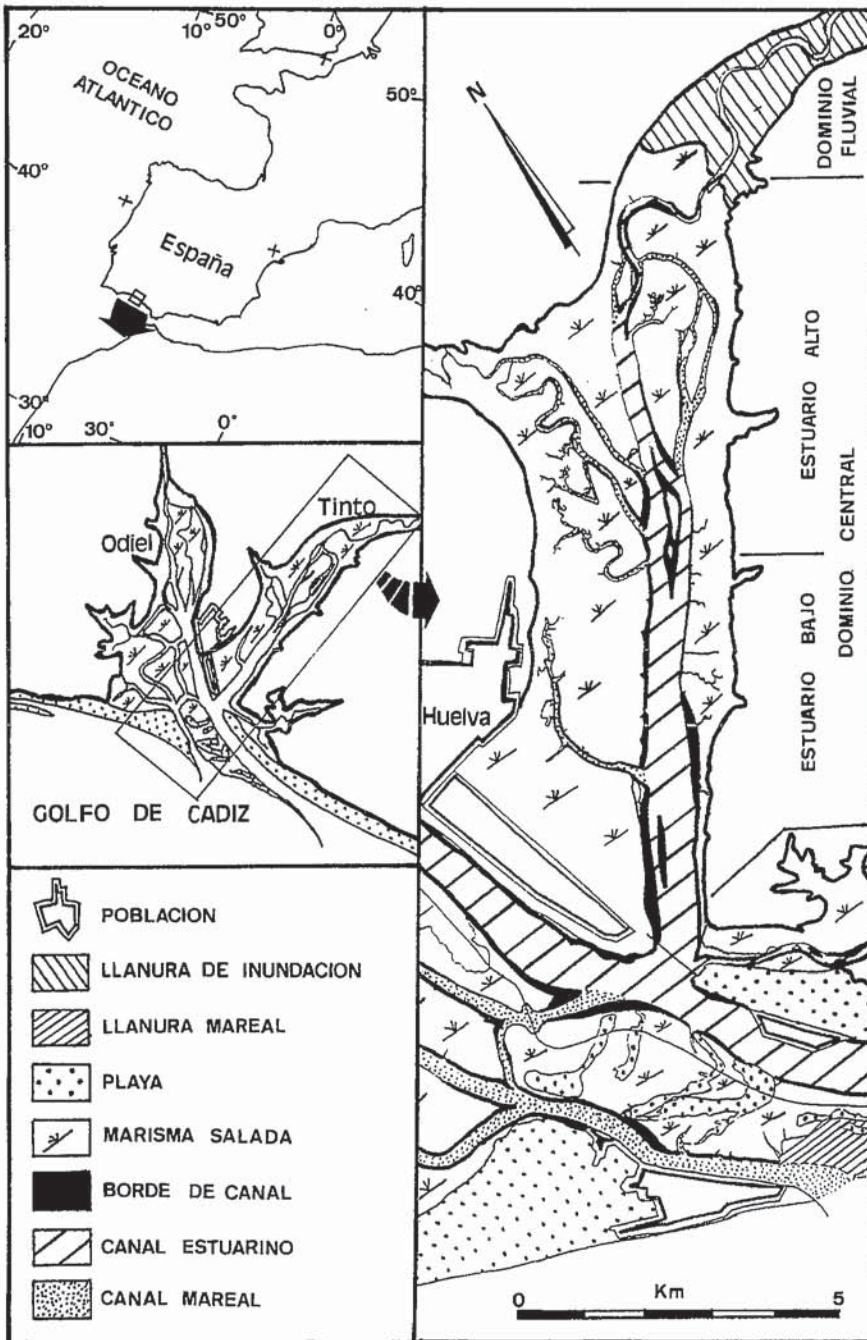 20°
10°
50°
0°
OCEANO
ATLANTICO
50°
40°
España
40°
30°
10°
30°
0°
Odiel
Tinto
GOLFO DE CADIZ
POBLACION
LLANURA DE INUNDACION
LLANURA MAREAL
PLAYA
MARISMA SALADA
BORDE DE CANAL
CANAL ESTUARINO
CANAL MAREAL
N
DOMINIO
FLUVIAL
ESTUARIO ALTO
DOMINIO CENTRAL
ESTUARIO BAJO
Huelva
Km
0
5